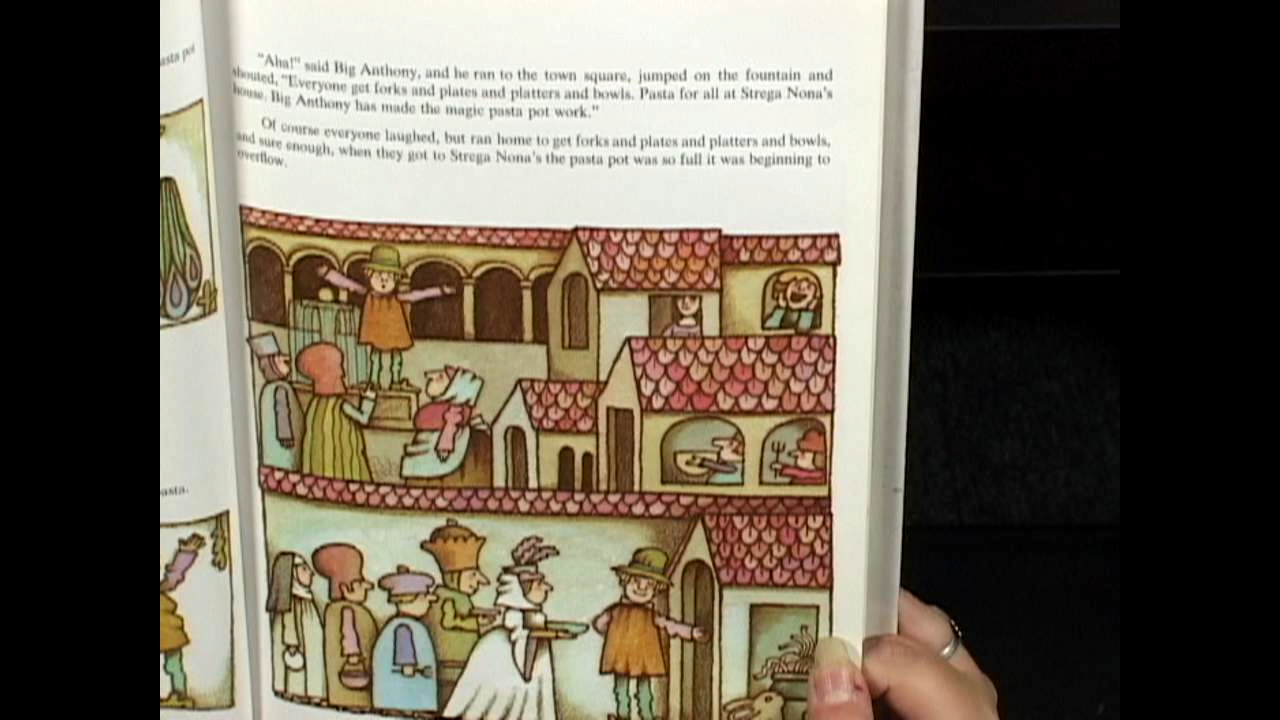 asta pot
asta.
"Aha!" said Big Anthony, and he ran to the town square, jumped on the fountain and
shouted, "Everyone get forks and plates and platters and bowls. Pasta for all at Strega Nona's
house. Big Anthony has made the magic pasta pot work."
Of course everyone laughed, but ran home to get forks and plates and platters and bowls,
and sure enough, when they got to Strega Nona's the pasta pot was so full it was beginning to
overflow.